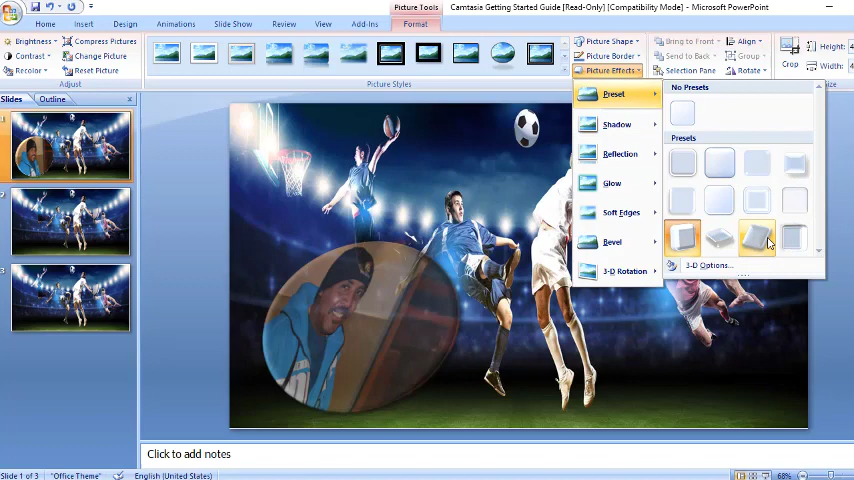 Picture Tools
Camtasia Getting Started Guide [Read-Only] [Compatibility Mode] - Microsoft PowerPoint
Home Insert Design Animations Slide Show Review View Add-Ins Format
Brightness Compress Pictures Picture Shape Bring to Front Align Height:
Contrast Change Picture Picture Border Send to Back Group Width:
Recolor Reset Picture Picture Effects Selection Pane Rotate Crop
Adjust Picture Styles
Slides Outline
Preset
Shadow
Reflection
Glow
Soft Edges
Bevel
3-D Rotation
No Presets
Presets
3-D Options...
1
2
3
Click to add notes
Slide 1 of 3 "Office Theme" English (United States) 68%